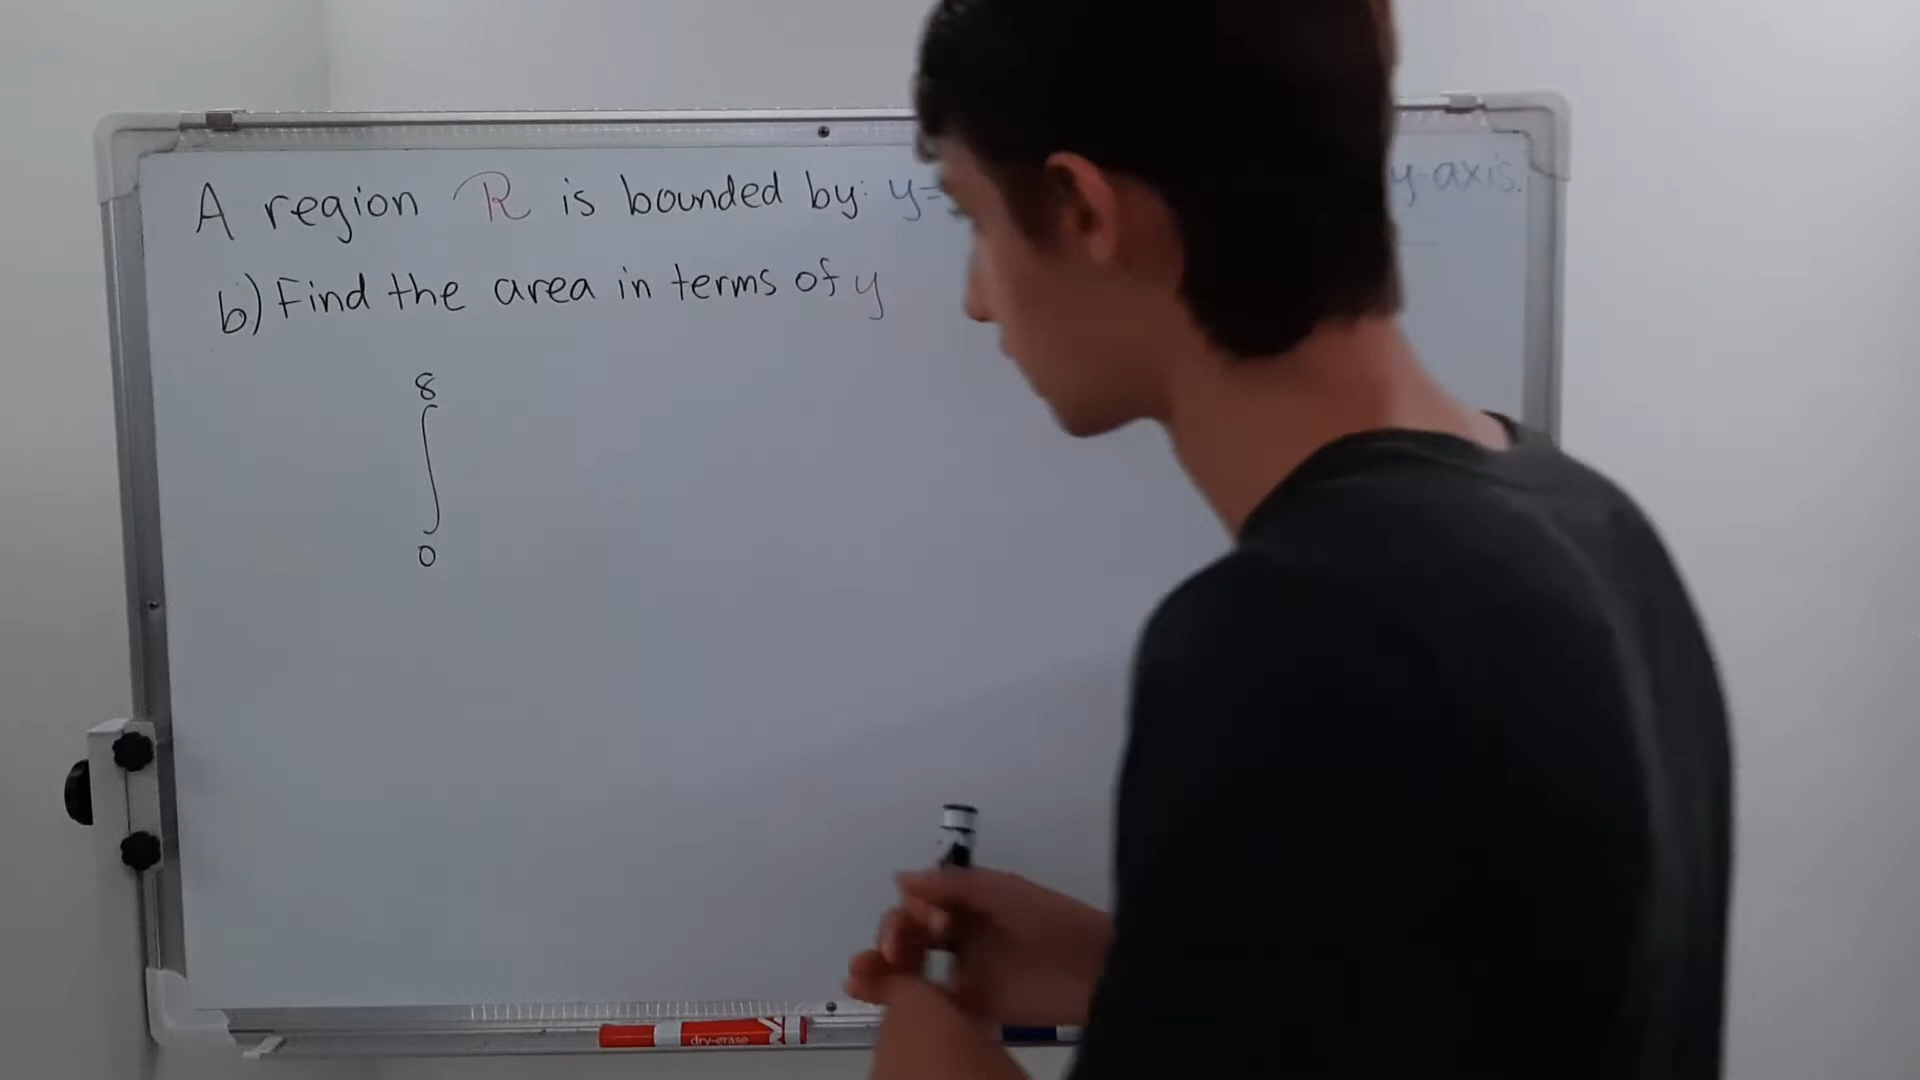 A region R is bounded by: y= y-axis.
b) Find the area in terms of y
8
∫
0
dry-erase